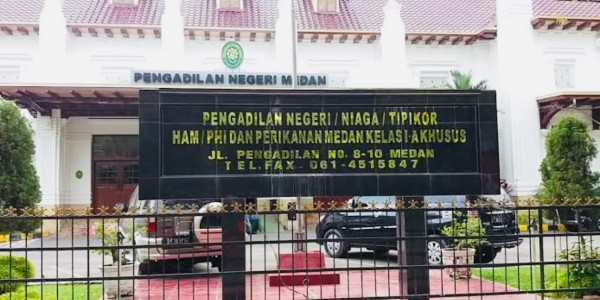 PENGADILAN NEGERI MEDAN
PENGADILAN NEGERI / NIAGA / TIPIKOR
HAM / PHI DAN PERIKANAN MEDAN KELAS I-A KHUSUS
JL. PENGADILAN NO. 8-10 MEDAN
TEL.FAX 061-4515847